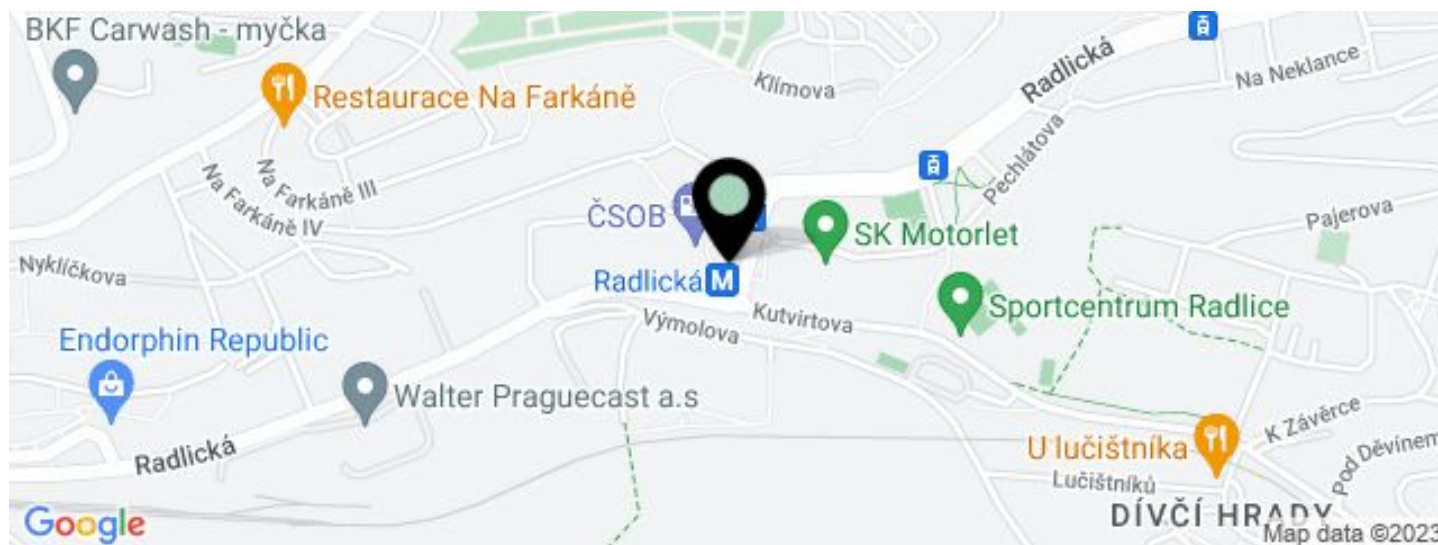 BKF Carwash - myčka
Restaurace Na Farkáně
Klímova
Radlická
Na Neklance
Pechlátova
Na Farkáně III
Na Farkáně IV
ČSOB
SK Motorlet
Pajerova
Nyklíčkova
Radlická
M
Sportcentrum Radlice
Kutvirtova
Výmolova
Endorphin Republic
Walter Praguecast a.s
Radlická
U lučištníka
K Závěrce
Pod Děvínem
Lučištníků
DÍVČÍ HRADY
Google
Map data ©2023